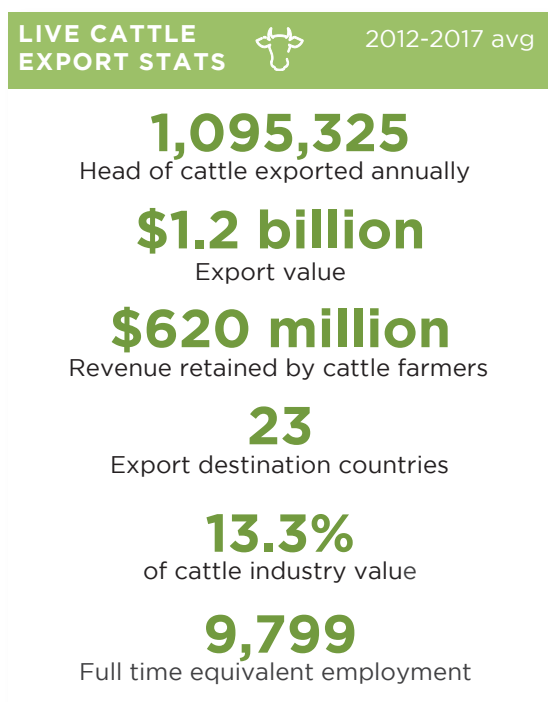 LIVE CATTLE
EXPORT STATS
2012-2017 avg
1,095,325
Head of cattle exported annually
$1.2 billion
Export value
$620 million
Revenue retained by cattle farmers
23
Export destination countries
13.3%
of cattle industry value
9,799
Full time equivalent employment